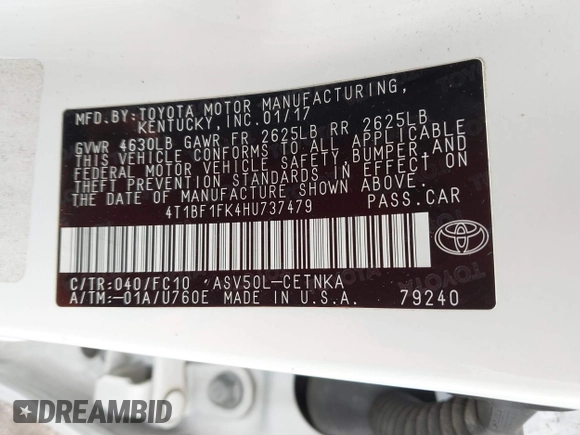 MFD.BY:TOYOTA MOTOR MANUFACTURING,
KENTUCKY,INC.01/17
GVWR 4630LB GAWR FR 2625LB RR 2625LB
THIS VEHICLE CONFORMS TO ALL APPLICABLE
FEDERAL MOTOR VEHICLE SAFETY,BUMPER AND
THEFT PREVENTION STANDARDS IN EFFECT ON
THE DATE OF MANUFACTURE SHOWN ABOVE.
4T1BF1FK4HU737479 PASS.CAR
C/TR:040/FC10 ,ASV50L-CETNKA
A/TM:-01A/U760E MADE IN U.S.A. 79240
DREAMBID